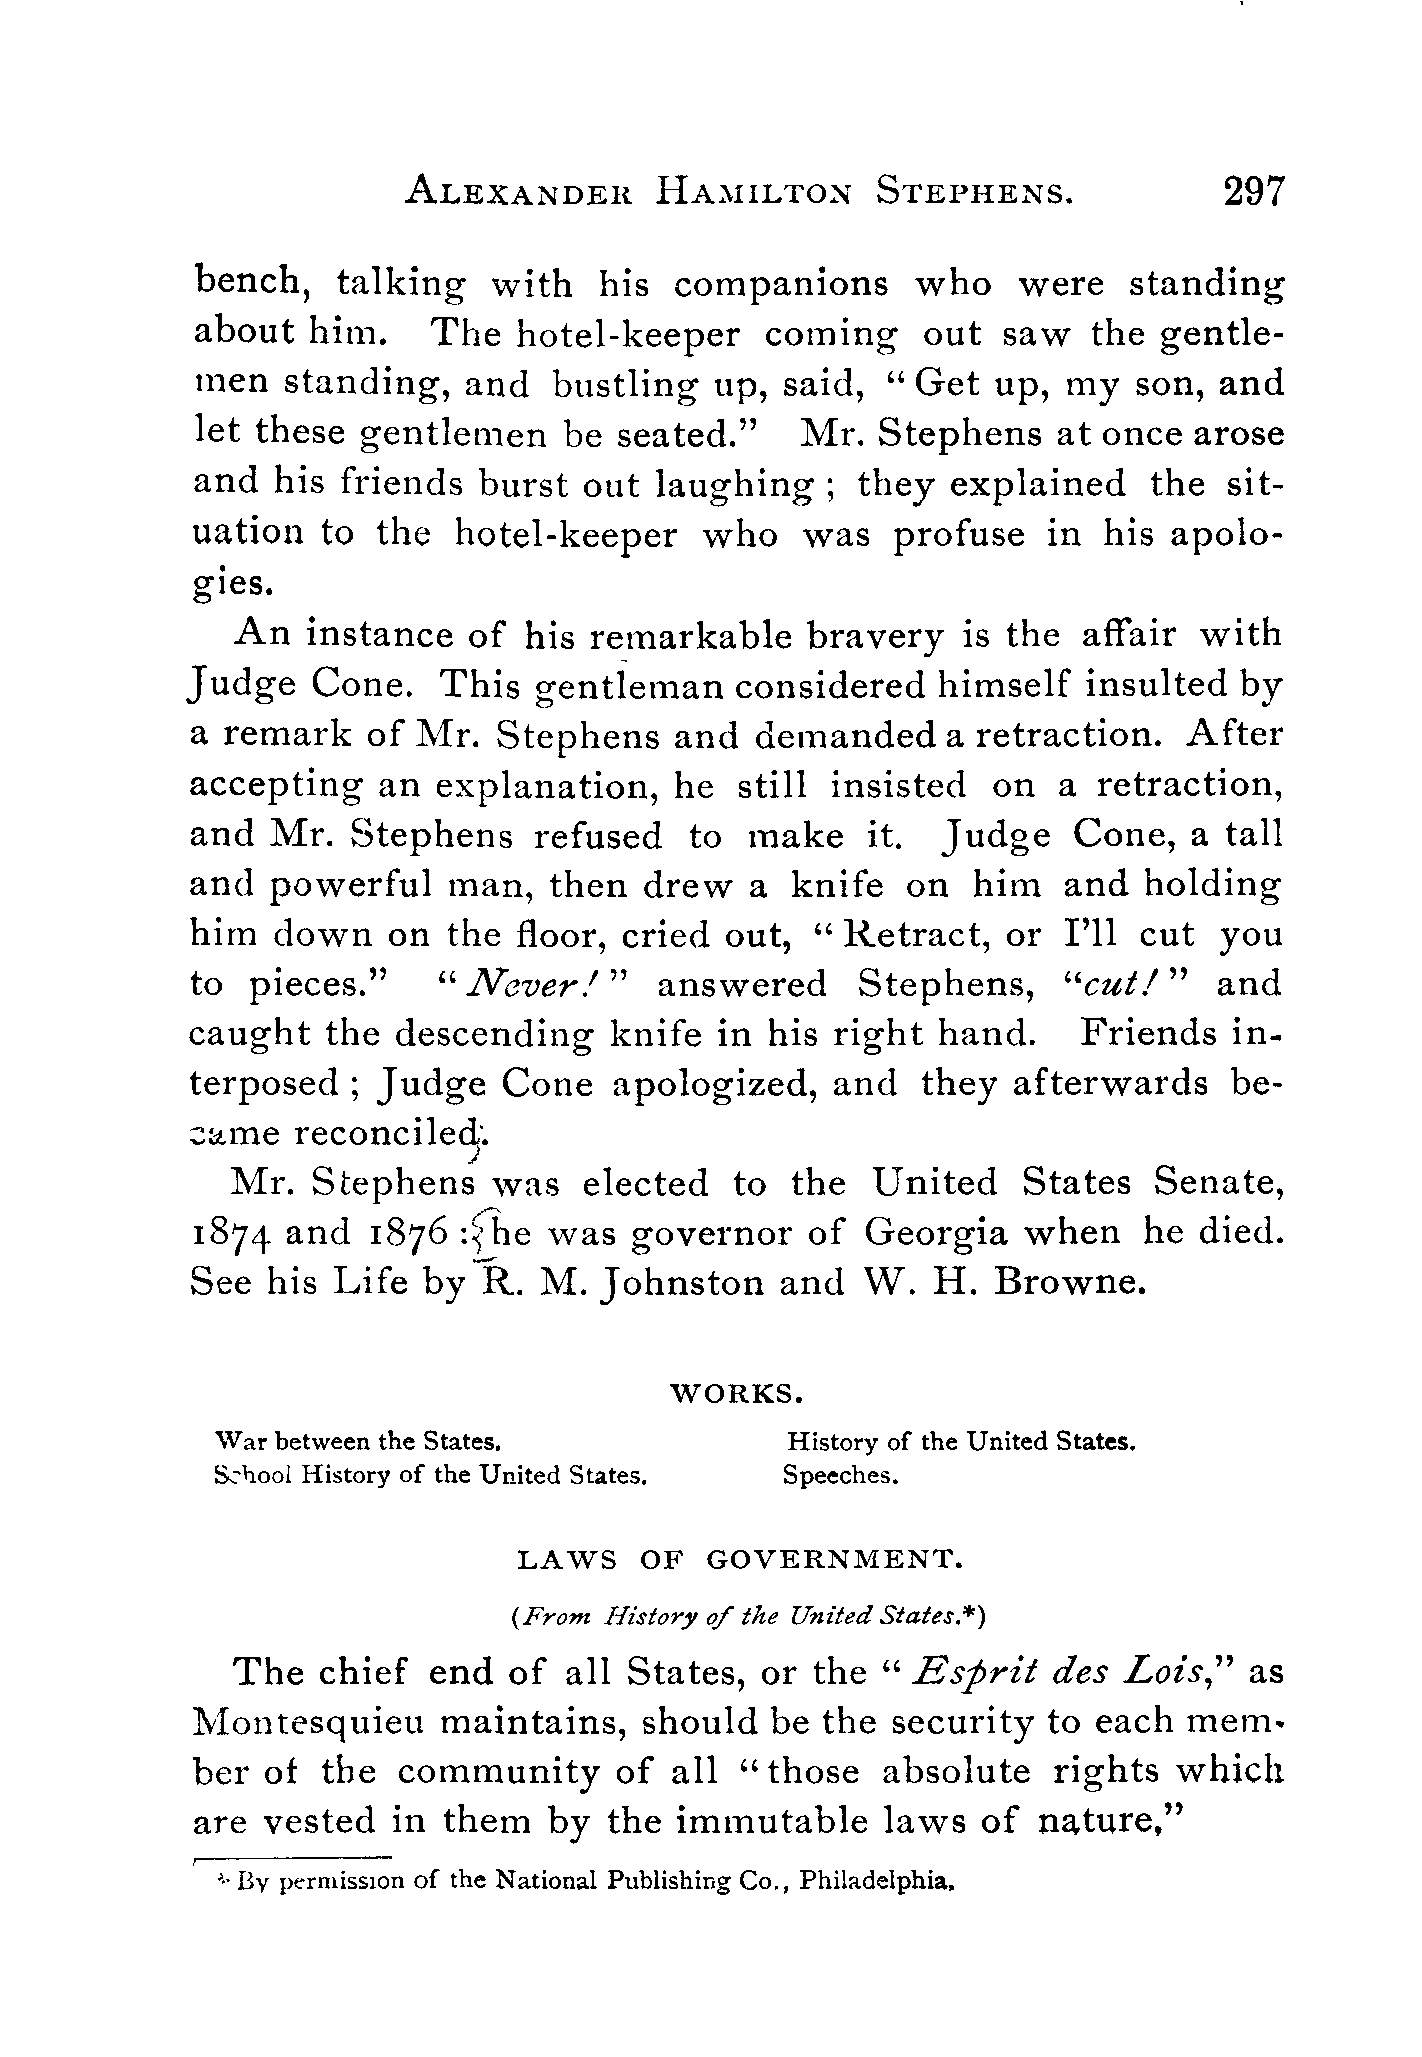 ALEXANDER HAMILTON STEPHENS. 297
bench, talking with his companions who were standing
about him. The hotel-keeper coming out saw the gentle-
men standing, and bustling up, said, “Get up, my son, and
let these gentlemen be seated.” Mr. Stephens at once arose
and his friends burst out laughing; they explained the sit-
uation to the hotel-keeper who was profuse in his apolo-
gies.
An instance of his remarkable bravery is the affair with
Judge Cone. This gentleman considered himself insulted by
a remark of Mr. Stephens and demanded a retraction. After
accepting an explanation, he still insisted on a retraction,
and Mr. Stephens refused to make it. Judge Cone, a tall
and powerful man, then drew a knife on him and holding
him down on the floor, cried out, “Retract, or I’ll cut you
to pieces.” “Never!” answered Stephens, “cut!” and
caught the descending knife in his right hand. Friends in-
terposed; Judge Cone apologized, and they afterwards be-
came reconciled.
Mr. Stephens was elected to the United States Senate,
1874 and 1876: he was governor of Georgia when he died.
See his Life by R. M. Johnston and W. H. Browne.
WORKS.
War between the States. History of the United States.
School History of the United States. Speeches.
LAWS OF GOVERNMENT.
(From History of the United States.*)
The chief end of all States, or the “Esprit des Lois,” as
Montesquieu maintains, should be the security to each mem-
ber of the community of all “those absolute rights which
are vested in them by the immutable laws of nature,”
* By permission of the National Publishing Co., Philadelphia.